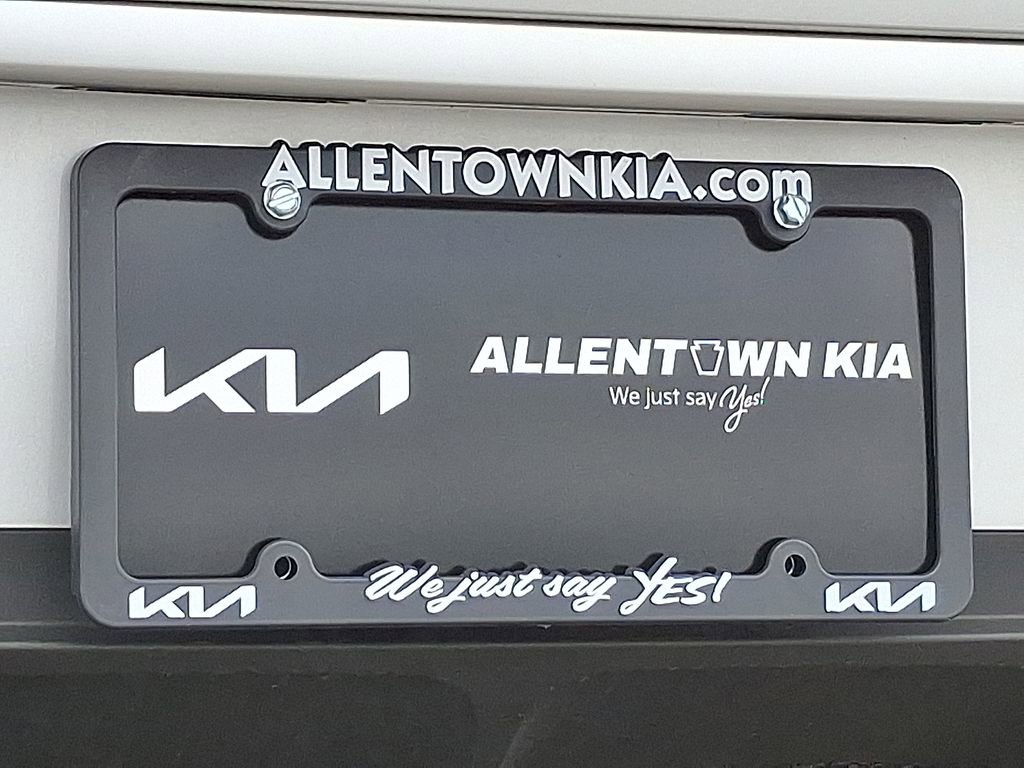 ALLENTOWNKIA.com
KIA
ALLENTOWN KIA
We just say Yes!
KIA
We just say YES!
KIA